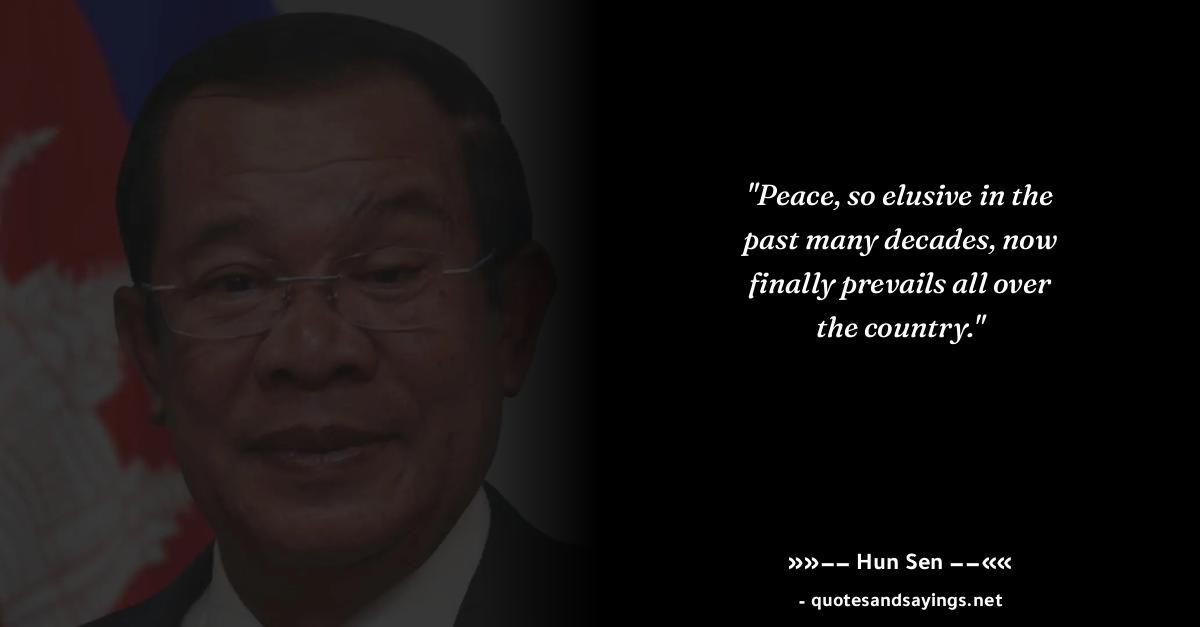 "Peace, so elusive in the
past many decades, now
finally prevails all over
the country."
»»—— Hun Sen ——««
- quotesandsayings.net